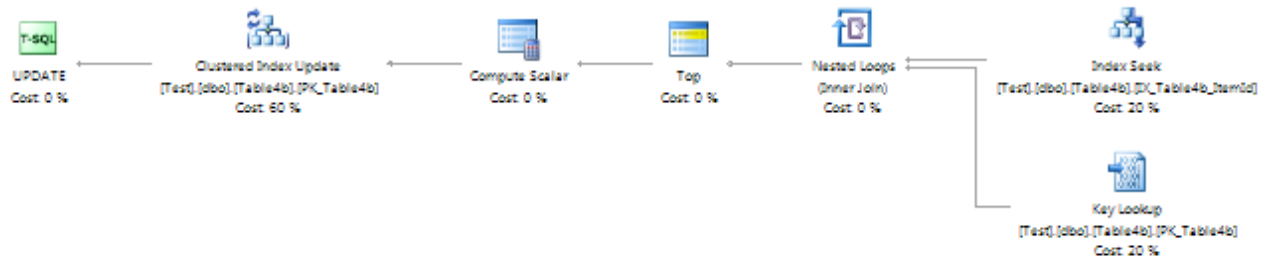 T-SQL
UPDATE
Cost: 0 %
Clustered Index Update
[Test].[dbo].[Table4b].[PK_Table4b]
Cost: 60 %
Compute Scalar
Cost: 0 %
Top
Cost: 0 %
Nested Loops
(Inner Join)
Cost: 0 %
Index Seek
[Test].[dbo].[Table4b].[IX_Table4b_ItemId]
Cost: 20 %
Key Lookup
[Test].[dbo].[Table4b].[PK_Table4b]
Cost: 20 %